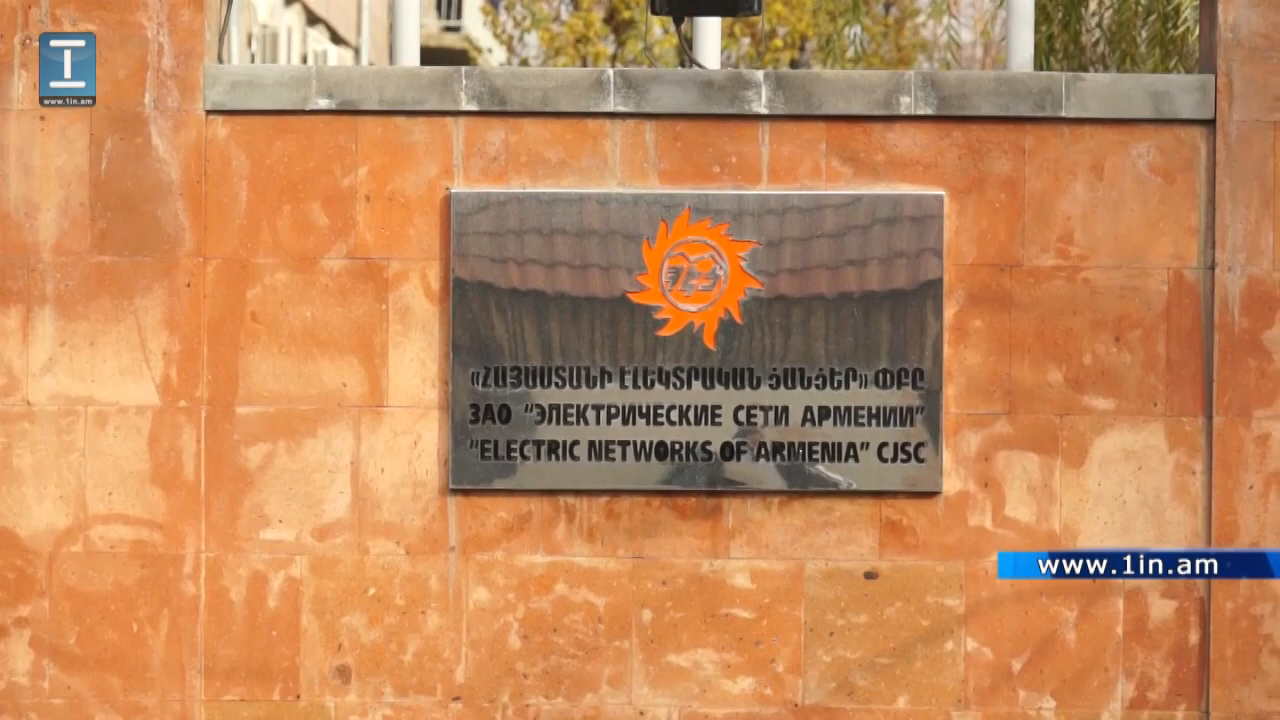 www.1in.am
«ՀԱՅԱՍՏԱՆԻ ԷԼԵԿՏՐԱԿԱՆ ՑԱՆՑԵՐ» ՓԲԸ
ЗАО "ЭЛЕКТРИЧЕСКИЕ СЕТИ АРМЕНИИ"
"ELECTRIC NETWORKS OF ARMENIA" CJSC
www.1in.am